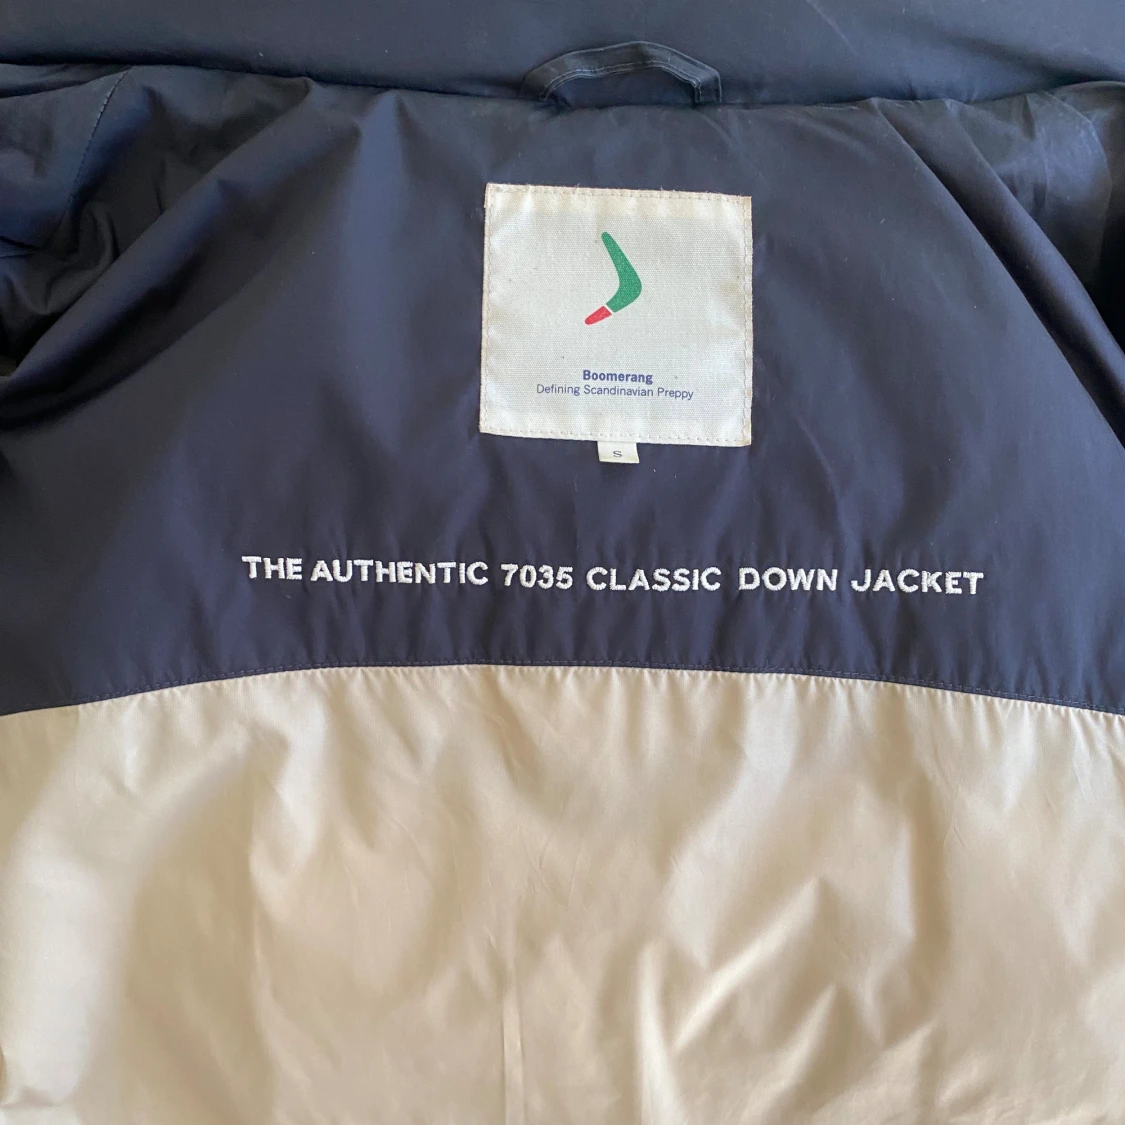 Boomerang
Defining Scandinavian Preppy
S
THE AUTHENTIC 7035 CLASSIC DOWN JACKET